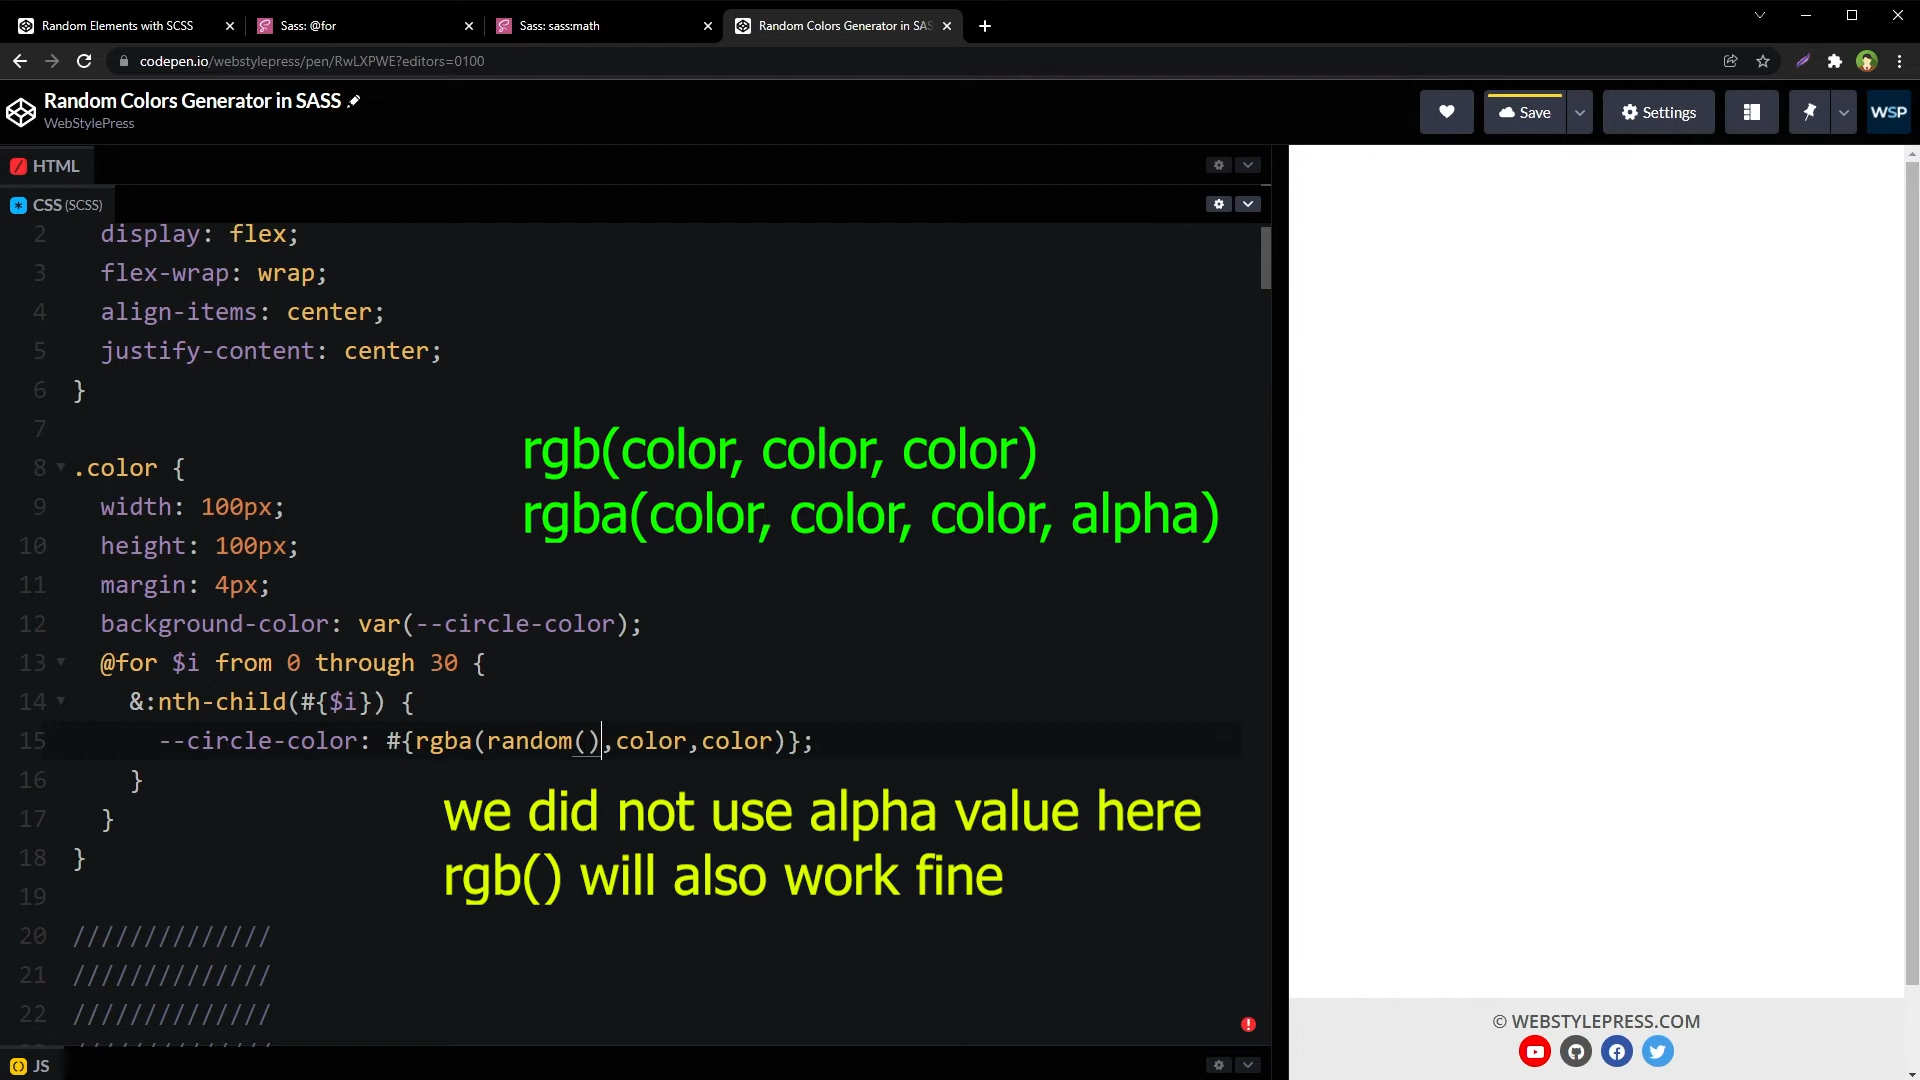 Random Elements with SCSS
Sass: @for
Sass: sass:math
Random Colors Generator in SAS
codepen.io/webstylepress/pen/RwLXPWE?editors=0100
Random Colors Generator in SASS
WebStylePress
Save
Settings
WSP
HTML
CSS (SCSS)
2 display: flex;
3 flex-wrap: wrap;
4 align-items: center;
5 justify-content: center;
6 }
7
8 .color {
9 width: 100px;
10 height: 100px;
11 margin: 4px;
12 background-color: var(--circle-color);
13 @for $i from 0 through 30 {
14 &:nth-child(#{$i}) {
15 --circle-color: #{rgba(random(),color,color)};
16 }
17 }
18 }
19
20 //////////////
21 //////////////
22 //////////////
rgb(color, color, color)
rgba(color, color, color, alpha)
we did not use alpha value here
rgb() will also work fine
JS
© WEBSTYLEPRESS.COM